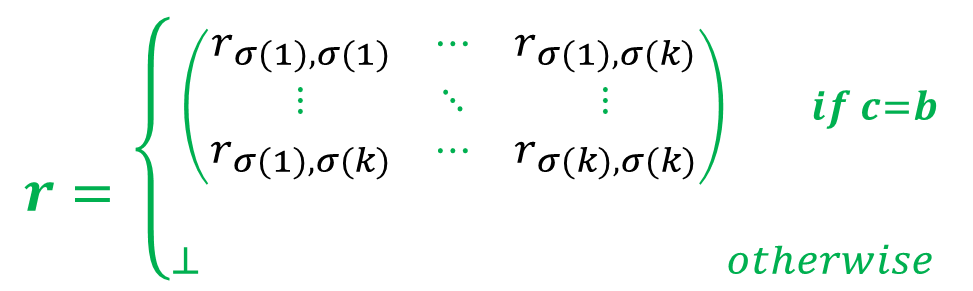 r_{σ(1),σ(1)} ⋯ r_{σ(1),σ(k)}
⋮ ⋱ ⋮ if c=b
r_{σ(1),σ(k)} ⋯ r_{σ(k),σ(k)}
r =
⊥ otherwise